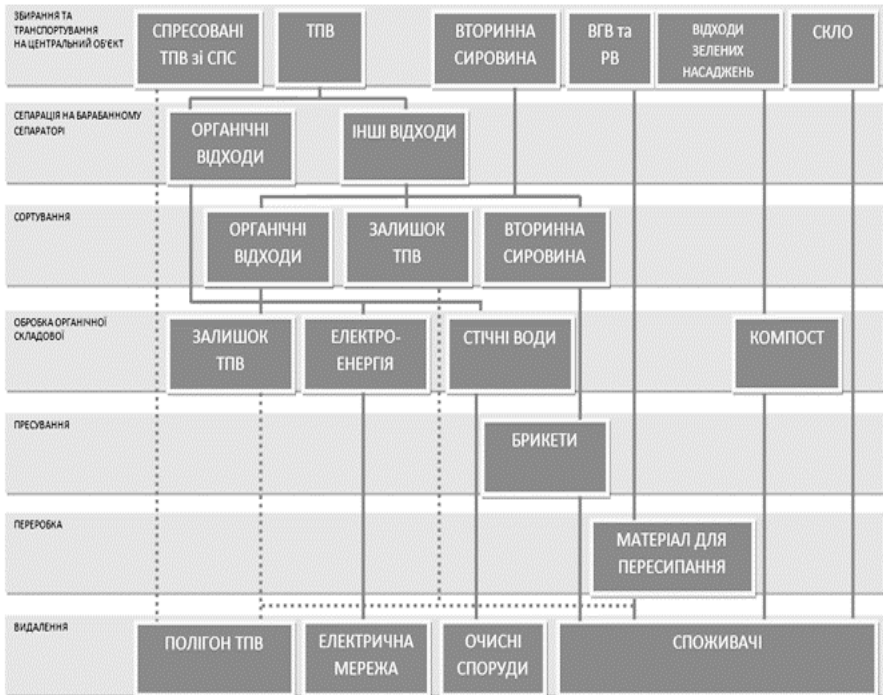 ЗБИРАННЯ ТА
ТРАНСПОРТУВАННЯ
НА ЦЕНТРАЛЬНИЙ ОБ'ЄКТ
СПРЕСОВАНІ
ТПВ зі СПС
ТПВ
ВТОРИННА
СИРОВИНА
ВГВ та
РВ
ВІДХОДИ
ЗЕЛЕНИХ
НАСАДЖЕНЬ
СКЛО
СЕПАРАЦІЯ НА БАРАБАННОМУ
СЕПАРАТОРІ
ОРГАНІЧНІ
ВІДХОДИ
ІНШІ ВІДХОДИ
СОРТУВАННЯ
ОРГАНІЧНІ
ВІДХОДИ
ЗАЛИШОК
ТПВ
ВТОРИННА
СИРОВИНА
ОБРОБКА ОРГАНІЧНОЇ
СКЛАДОВОЇ
ЗАЛИШОК
ТПВ
ЕЛЕКТРО-
ЕНЕРГІЯ
СТІЧНІ ВОДИ
КОМПОСТ
ПРЕСУВАННЯ
БРИКЕТИ
ПЕРЕРОБКА
МАТЕРІАЛ ДЛЯ
ПЕРЕСИПАННЯ
ВИДАЛЕННЯ
ПОЛІГОН ТПВ
ЕЛЕКТРИЧНА
МЕРЕЖА
ОЧИСНІ
СПОРУДИ
СПОЖИВАЧІ